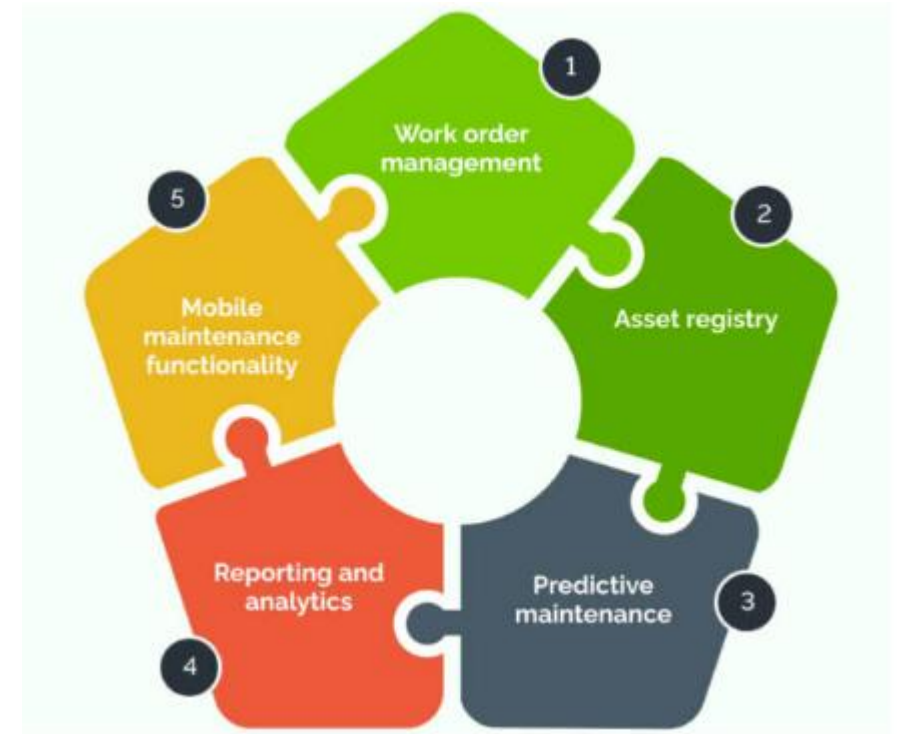 1
Work order
management
2
Asset registry
3
Predictive
maintenance
4
Reporting and
analytics
5
Mobile
maintenance
functionality